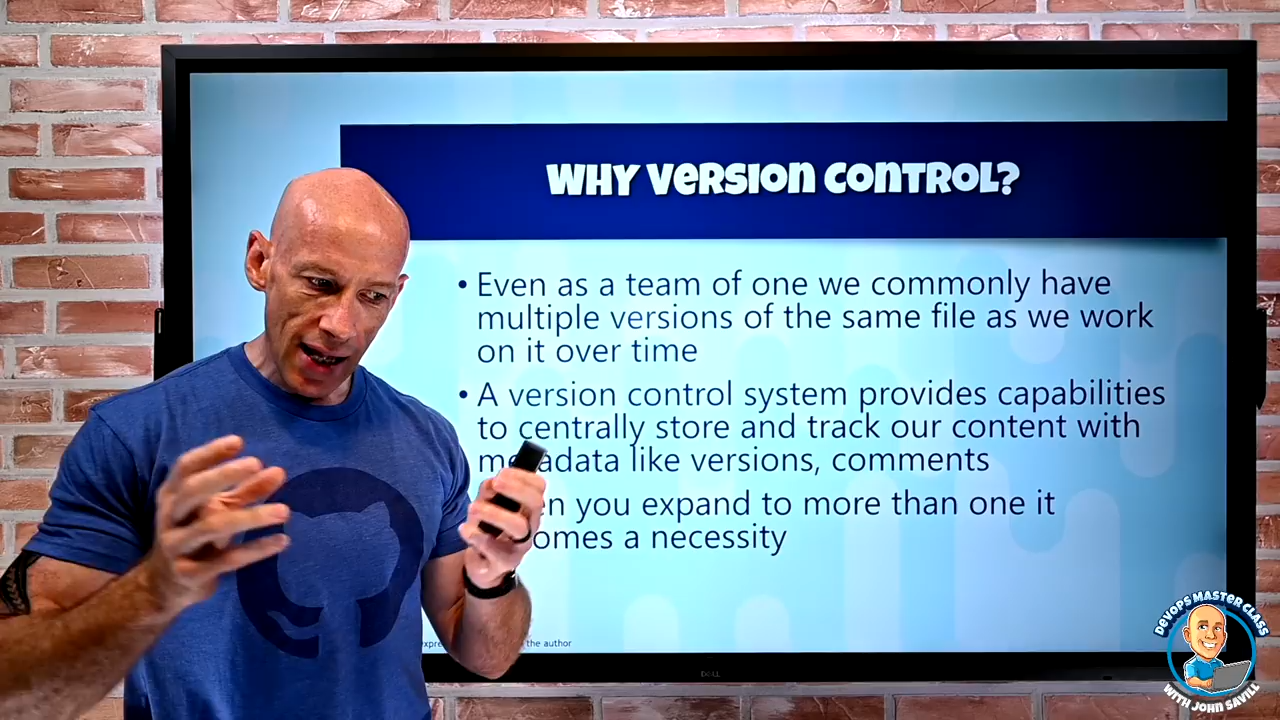 WHY VERSION CONTROL?
• Even as a team of one we commonly have
multiple versions of the same file as we work
on it over time
• A version control system provides capabilities
to centrally store and track our content with
metadata like versions, comments
you expand to more than one it
a necessity
the author
DELL
DEVOPS MASTER CLASS
WITH JOHN SAVILL